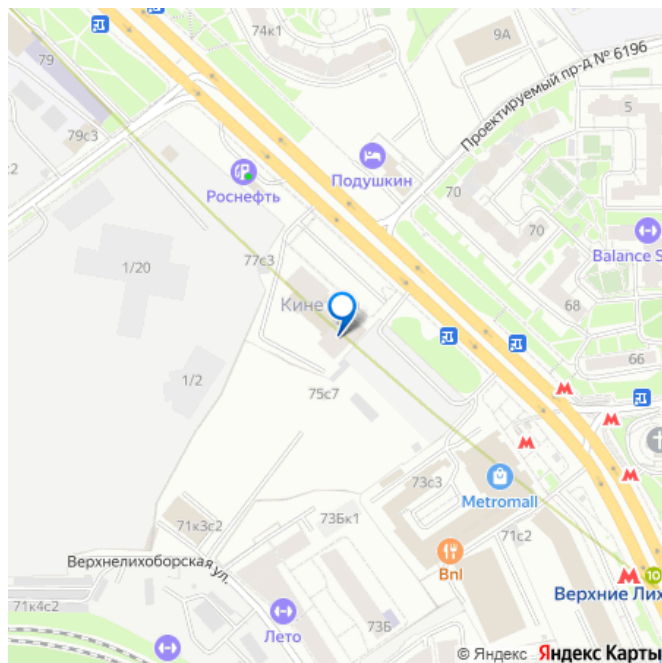 74к1
9А
79
Проектируемый пр-д № 6196
5
79с3
с2
Подушкин
Роснефть
70
70
Balance S
77с3
1/20
Кине
68
66
1/2
75с7
73с3
Metromall
71к3с2
73Бк1
71с2
Верхнелихоборская ул.
Bnl
10
Верхние Лих
71к4с2
Лето
73Б
© Яндекс Яндекс Карты